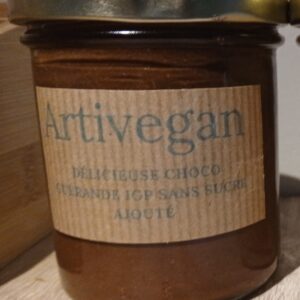 Artivegan
DÉLICIEUSE CHOCO
GUÉRANDE IGP SANS SUCRE
AJOUTÉ